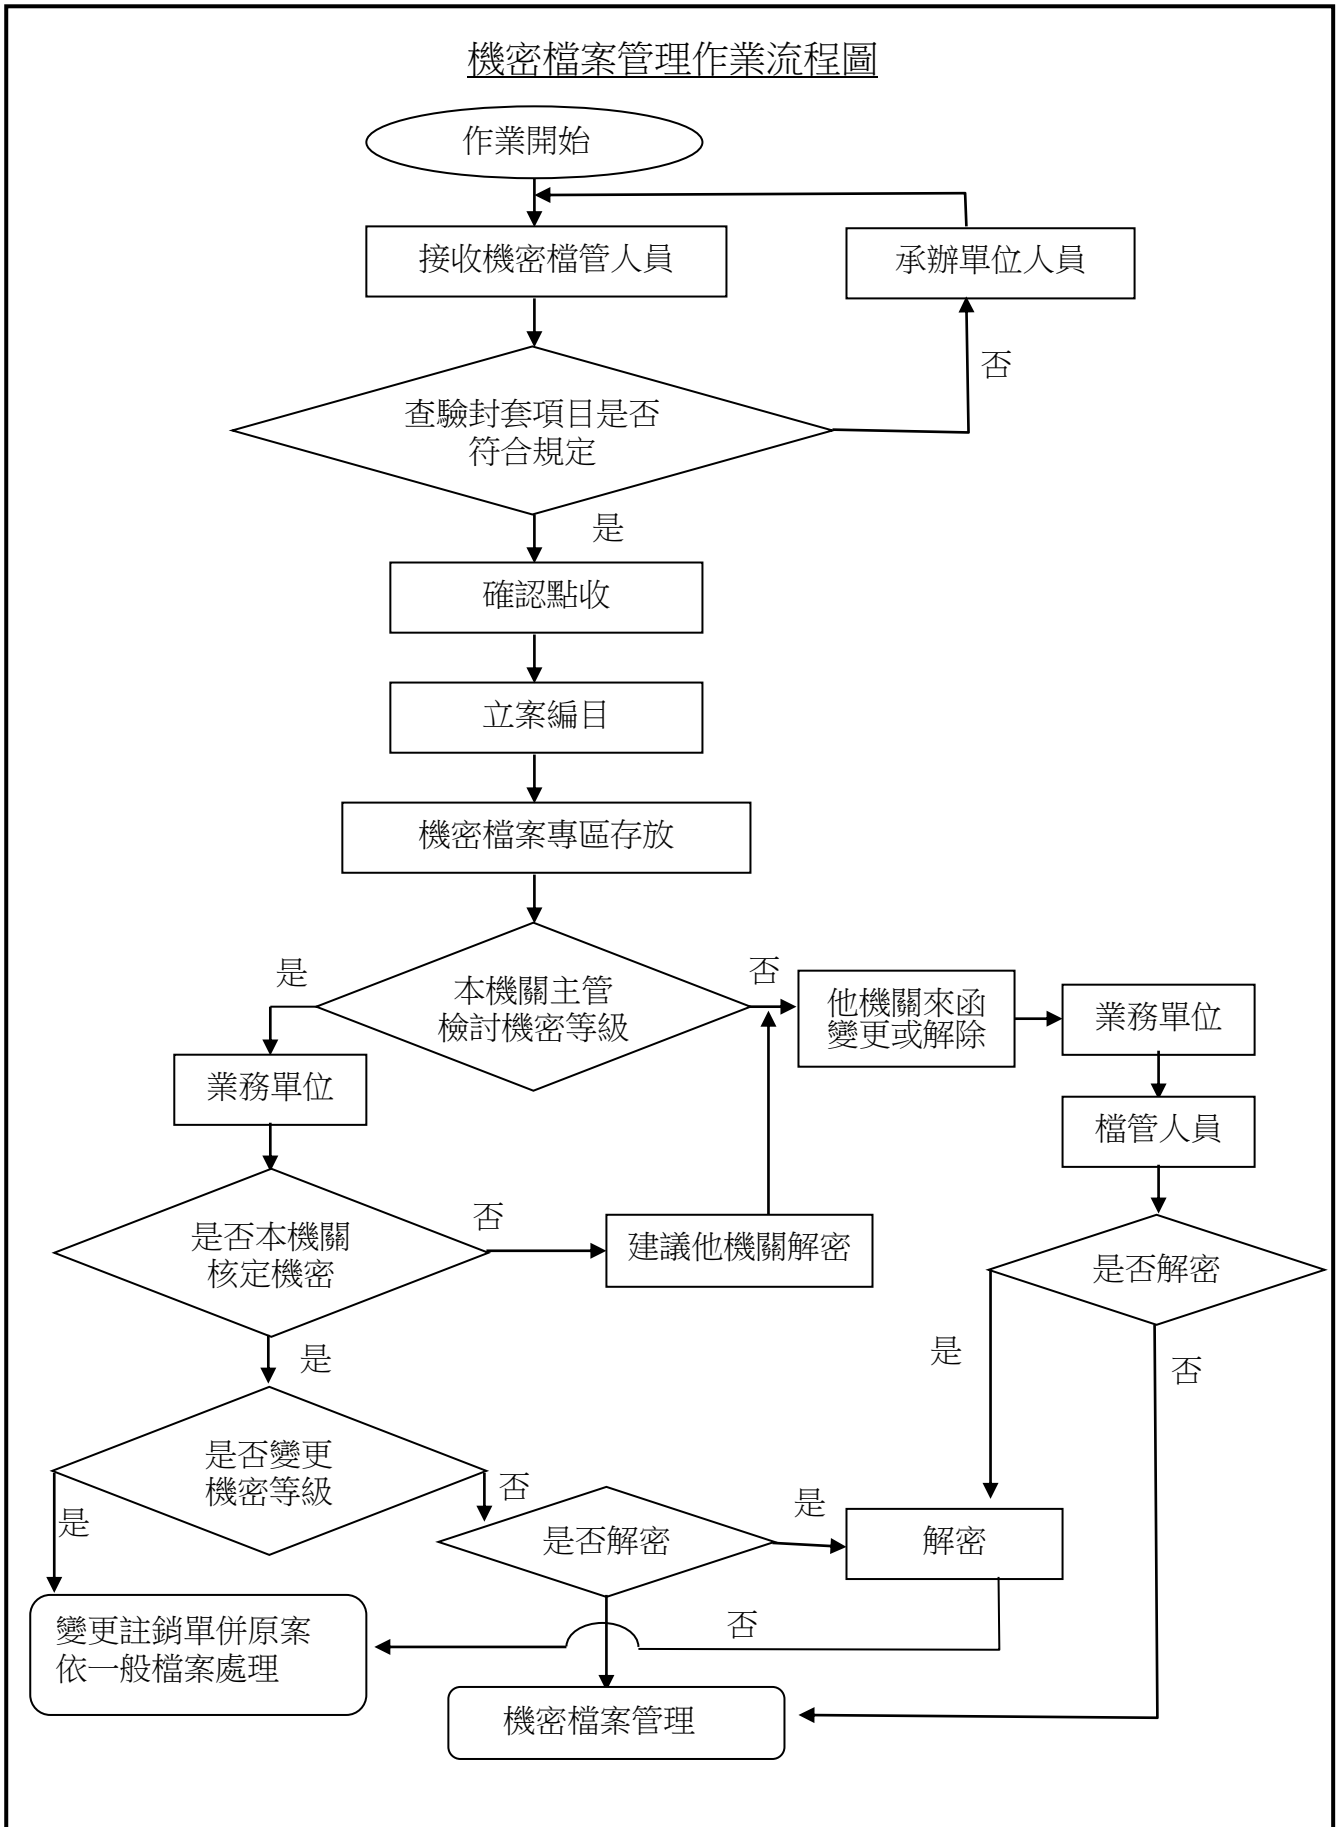 機密檔案管理作業流程圖
作業開始
接收機密檔管人員
承辦單位人員
否
查驗封套項目是否
符合規定
是
確認點收
立案編目
機密檔案專區存放
是
本機關主管
檢討機密等級
否
他機關來函
變更或解除
業務單位
業務單位
檔管人員
是否本機關
核定機密
否
建議他機關解密
是否解密
是
是
否
是否變更
機密等級
是
否
是否解密
是
解密
否
變更註銷單併原案
依一般檔案處理
機密檔案管理